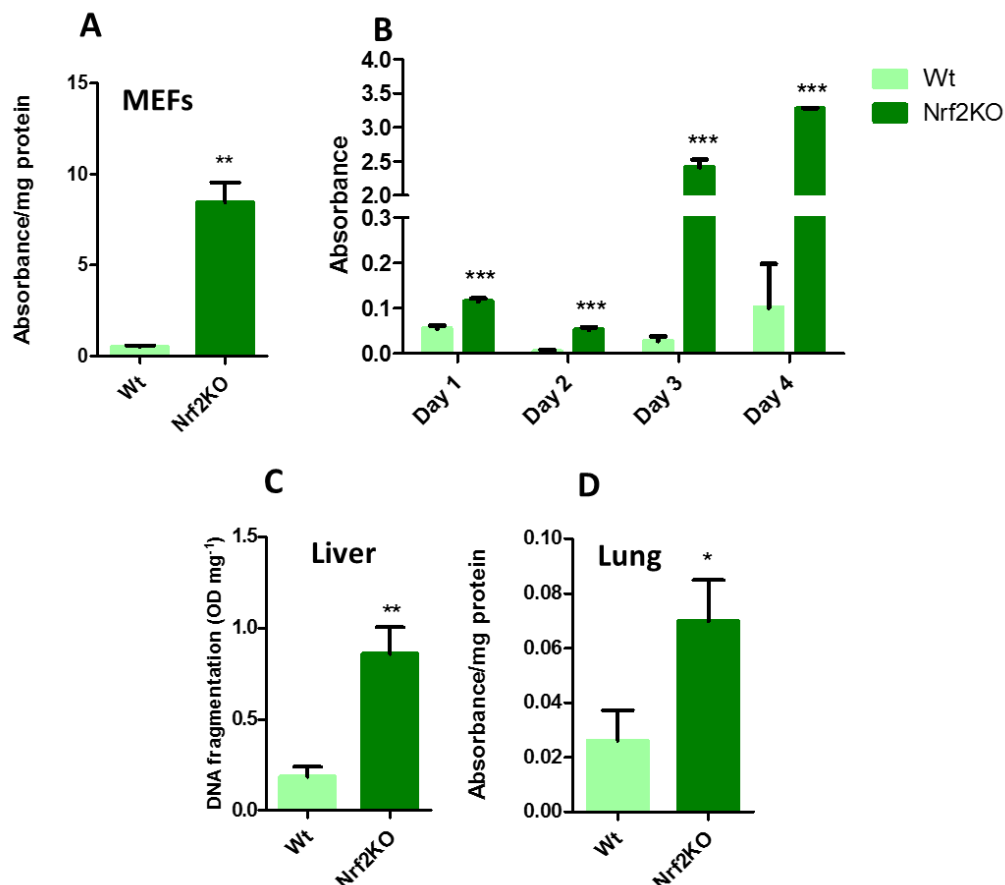 A
MEFs
Absorbance/mg protein
15
10
5
0
**
Wt
Nrf2KO
B
Absorbance
4.0
3.5
3.0
2.5
2.0
0.3
0.2
0.1
0.0
***
***
***
***
Day 1
Day 2
Day 3
Day 4
Wt
Nrf2KO
C
Liver
DNA fragmentation (OD mg-1)
1.5
1.0
0.5
0.0
**
Wt
Nrf2KO
D
Lung
Absorbance/mg protein
0.10
0.08
0.06
0.04
0.02
0.00
*
Wt
Nrf2KO